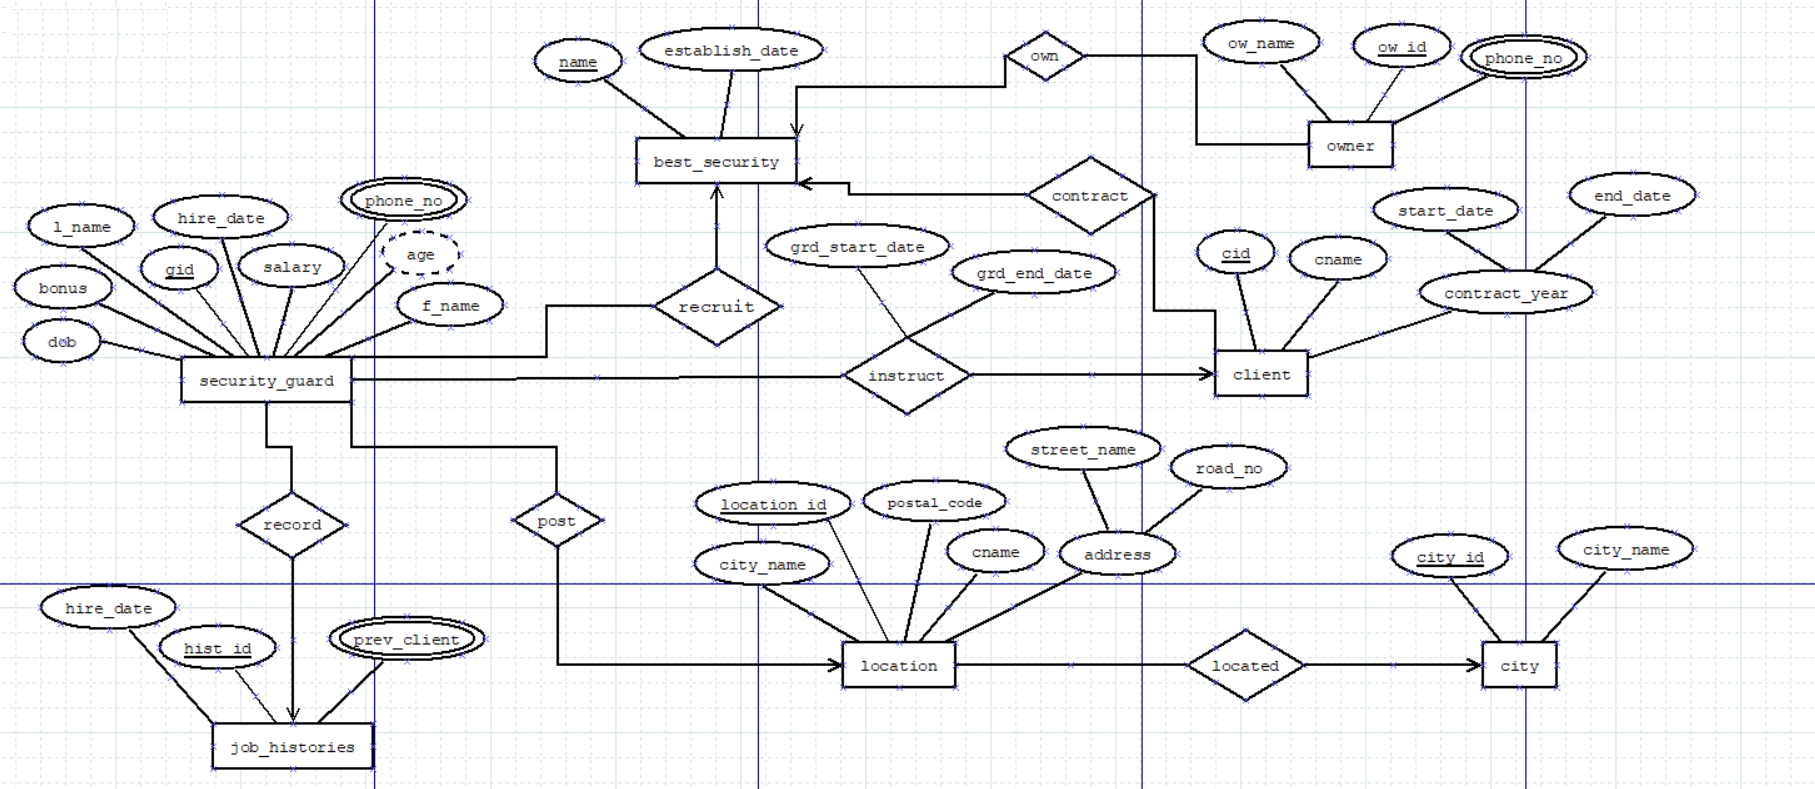 name
establish_date
own
ow_name
ow_id
phone_no
best_security
owner
contract
l_name
hire_date
phone_no
gid
salary
age
bonus
f_name
dob
security_guard
recruit
grd_start_date
grd_end_date
instruct
cid
cname
start_date
end_date
contract_year
client
record
post
street_name
road_no
location_id
postal_code
city_name
cname
address
city_id
city_name
hire_date
hist_id
prev_client
location
located
city
job_histories